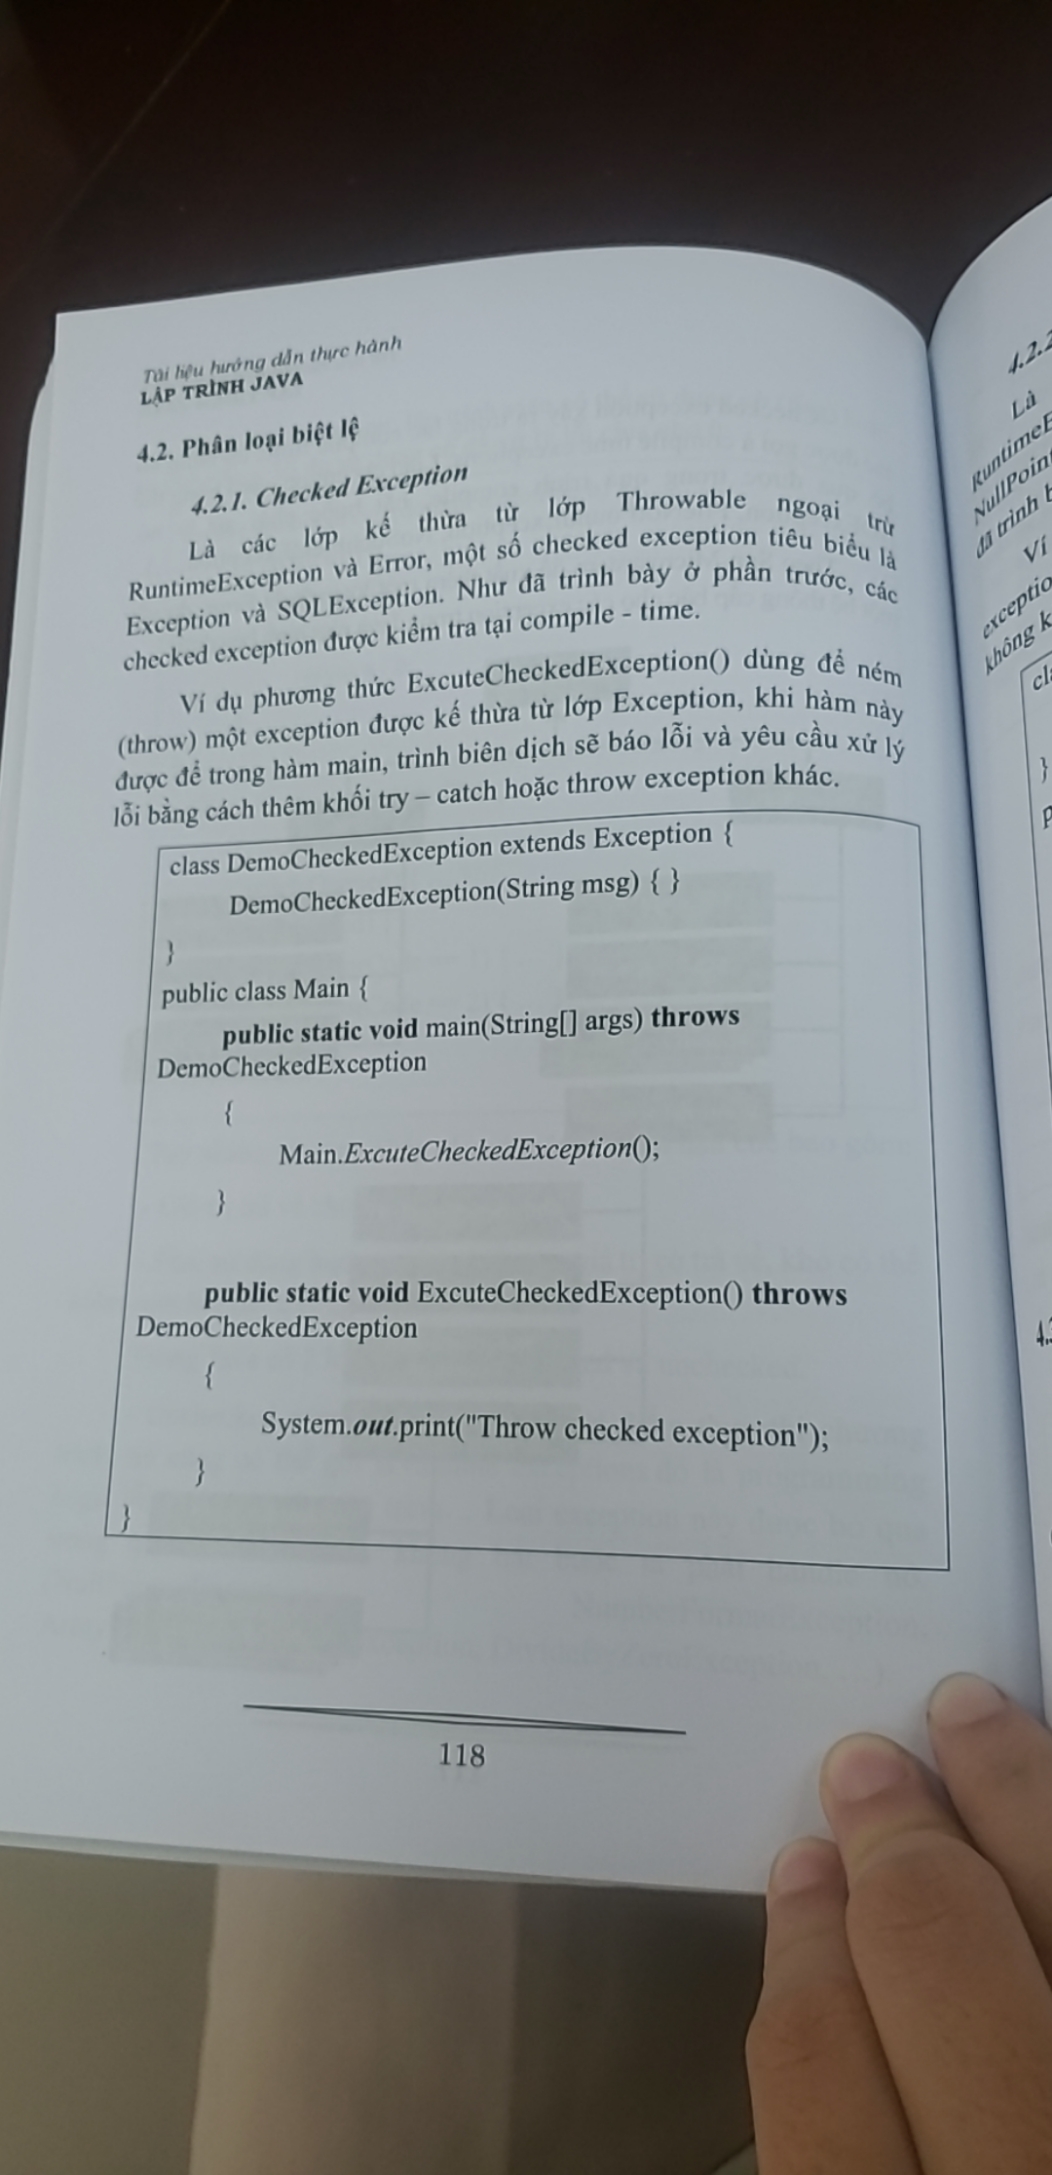 Tài liệu hướng dẫn thực hành
LẬP TRÌNH JAVA
4.2. Phân loại biệt lệ
4.2.1. Checked Exception
Là các lớp kế thừa từ lớp Throwable ngoại trừ
RuntimeException và Error, một số checked exception tiêu biểu là
Exception và SQLException. Như đã trình bày ở phần trước, các
checked exception được kiểm tra tại compile - time.
Ví dụ phương thức ExcuteCheckedException() dùng để ném
(throw) một exception được kế thừa từ lớp Exception, khi hàm này
được để trong hàm main, trình biên dịch sẽ báo lỗi và yêu cầu xử lý
lỗi bằng cách thêm khối try – catch hoặc throw exception khác.
class DemoCheckedException extends Exception {
DemoCheckedException(String msg) { }
}
public class Main {
public static void main(String[] args) throws
DemoCheckedException
{
Main.ExcuteCheckedException();
}
public static void ExcuteCheckedException() throws
DemoCheckedException
{
System.out.print("Throw checked exception");
}
}
118
4.2.2
Là
RuntimeE
NullPoint
đã trình b
Ví
exceptio
không k
cla
}